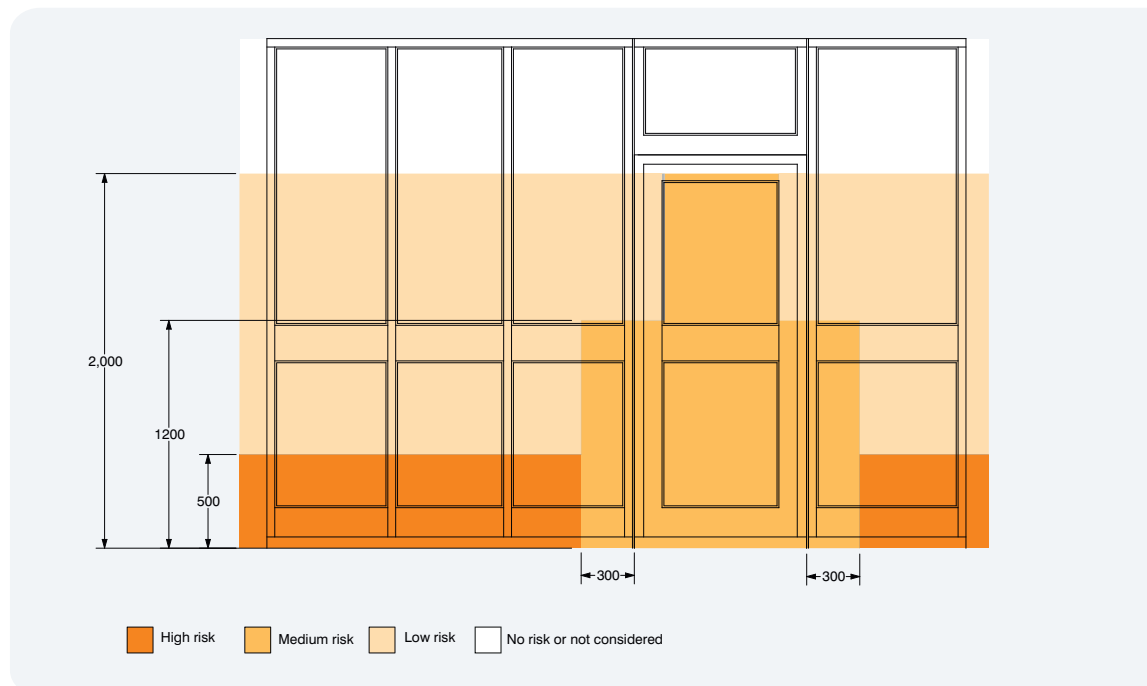 2,000
1200
500
300
300
High risk
Medium risk
Low risk
No risk or not considered